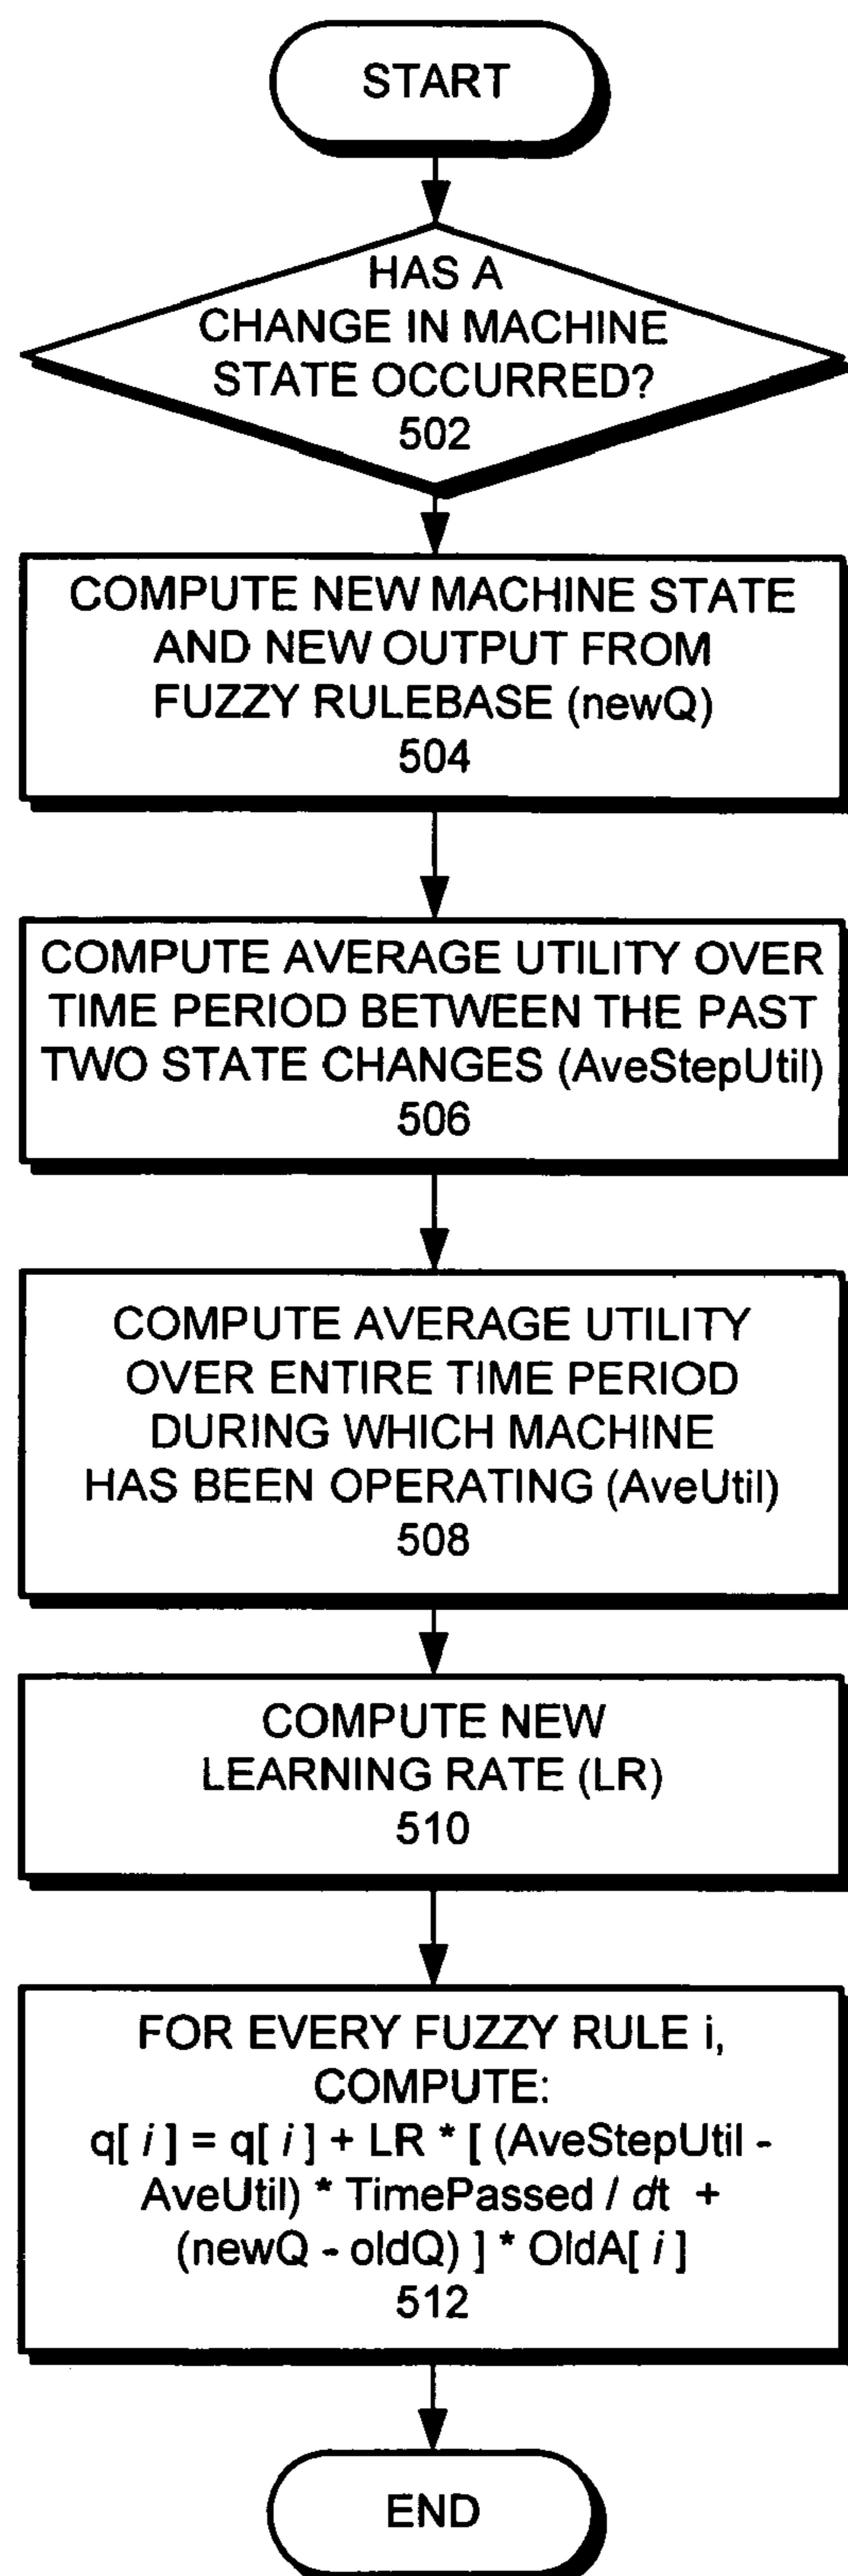 START
HAS A
CHANGE IN MACHINE
STATE OCCURRED?
502
COMPUTE NEW MACHINE STATE
AND NEW OUTPUT FROM
FUZZY RULEBASE (newQ)
504
COMPUTE AVERAGE UTILITY OVER
TIME PERIOD BETWEEN THE PAST
TWO STATE CHANGES (AveStepUtil)
506
COMPUTE AVERAGE UTILITY
OVER ENTIRE TIME PERIOD
DURING WHICH MACHINE
HAS BEEN OPERATING (AveUtil)
508
COMPUTE NEW
LEARNING RATE (LR)
510
FOR EVERY FUZZY RULE i,
COMPUTE:
q[ i ] = q[ i ] + LR * [ (AveStepUtil -
AveUtil) * TimePassed / dt +
(newQ - oldQ) ] * OldA[ i ]
512
END